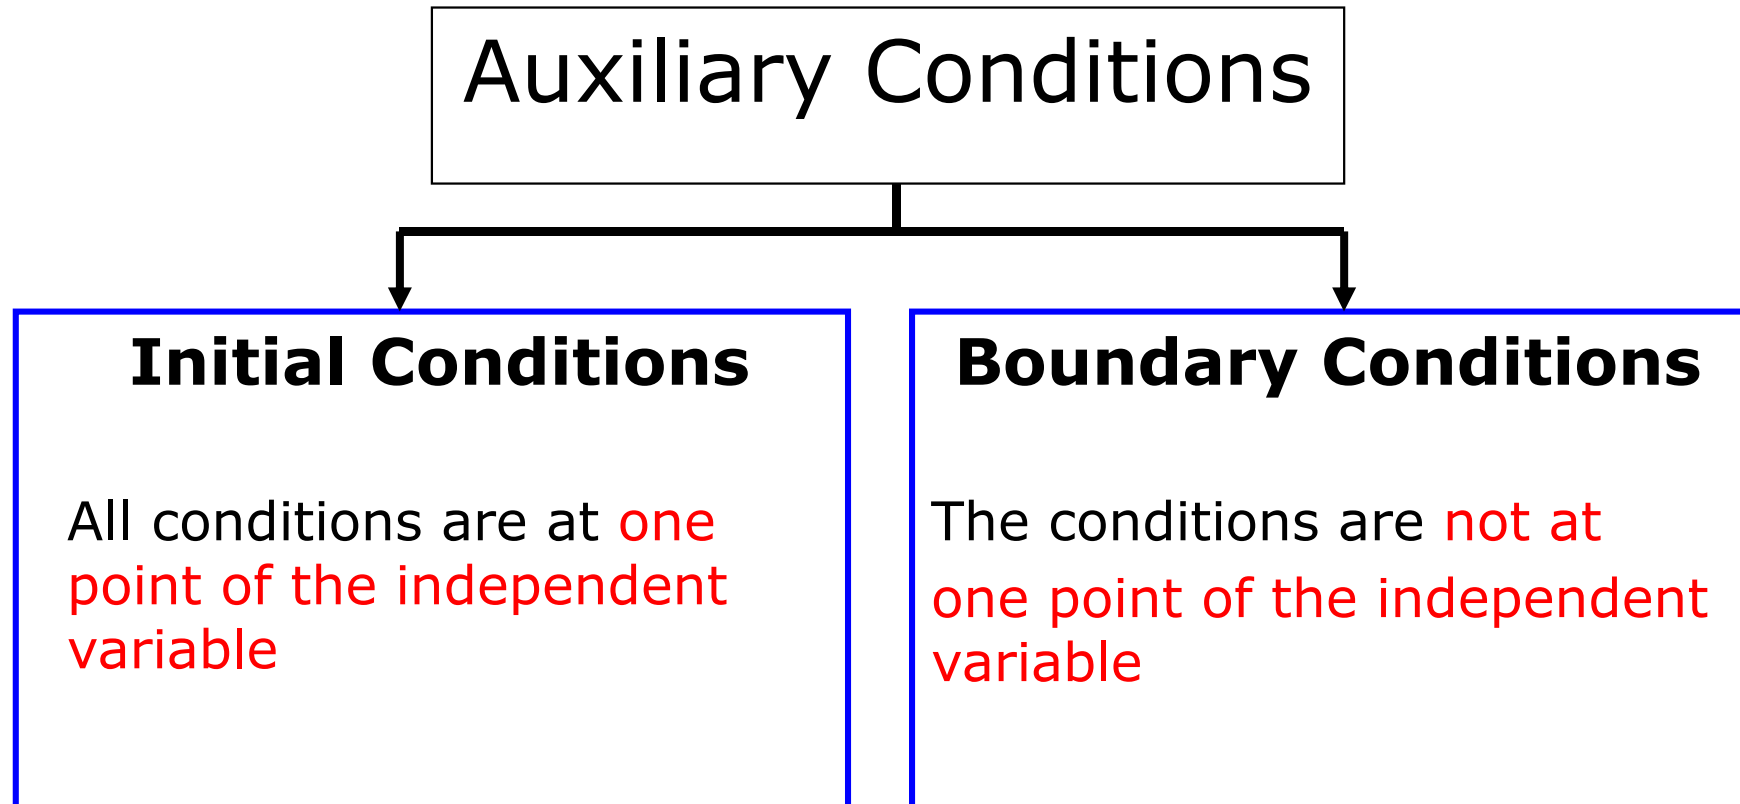 Auxiliary Conditions
Initial Conditions
All conditions are at one
point of the independent
variable
Boundary Conditions
The conditions are not at
one point of the independent
variable